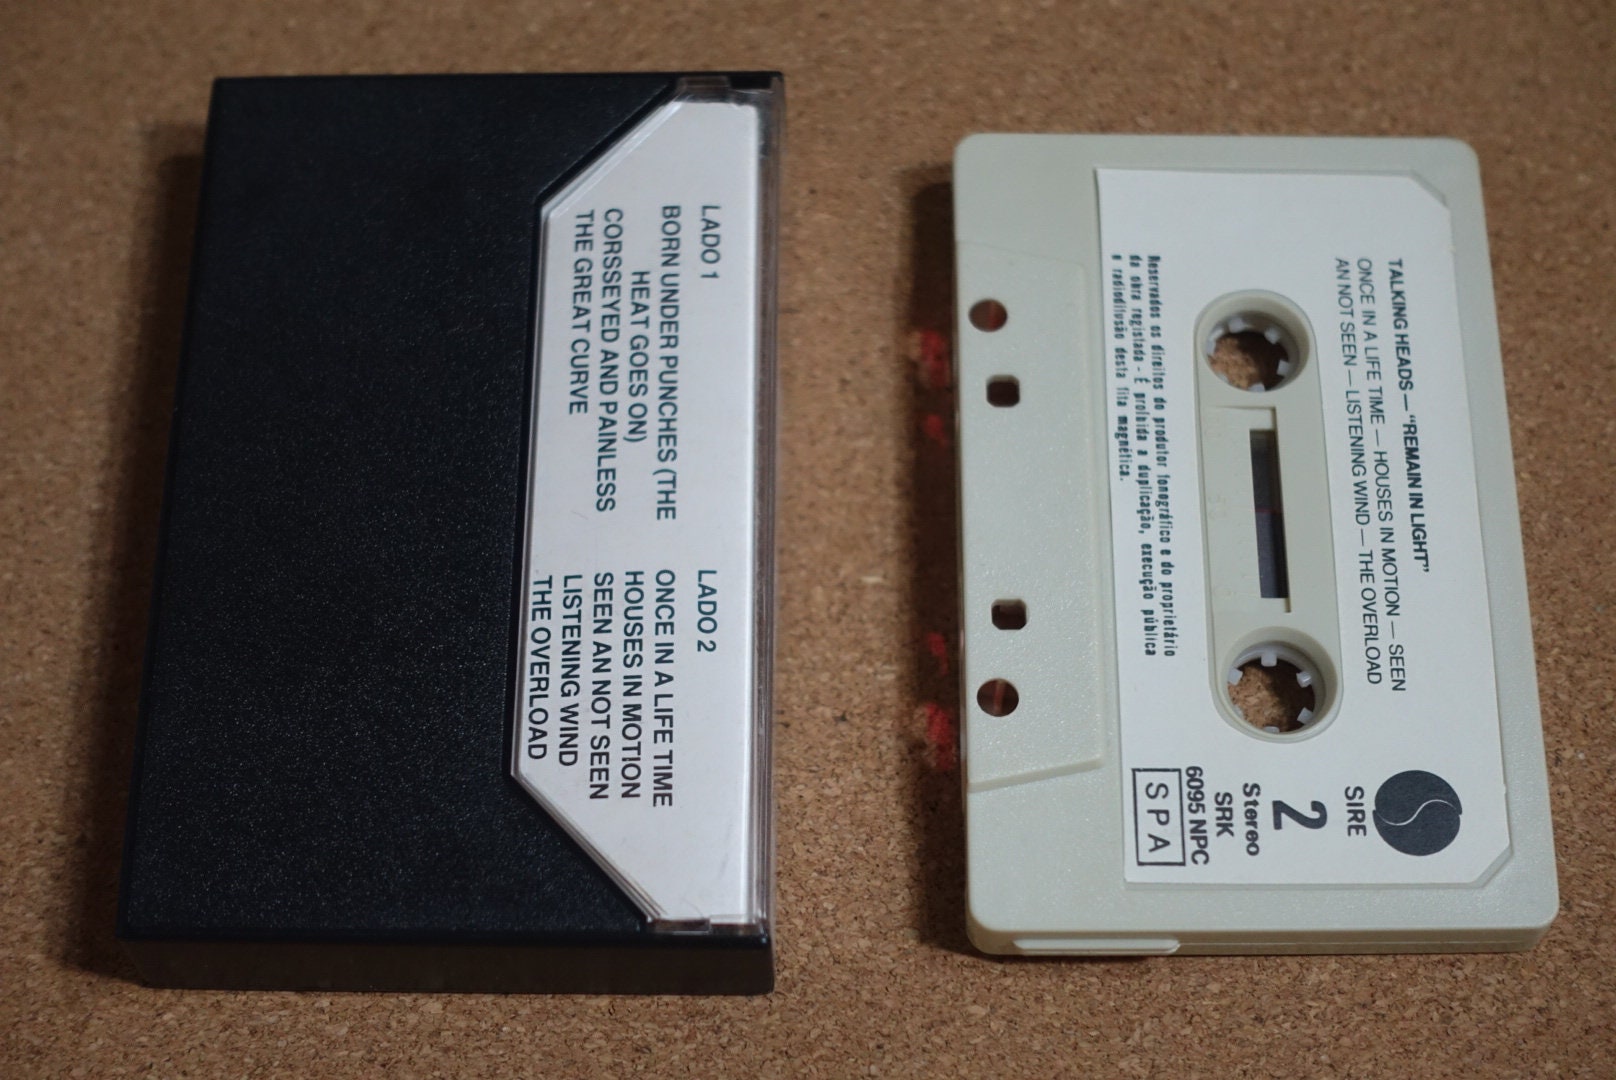 LADO 1
BORN UNDER PUNCHES (THE
HEAT GOES ON)
CORSSEYED AND PAINLESS
THE GREAT CURVE
LADO 2
ONCE IN A LIFE TIME
HOUSES IN MOTION
SEEN AN NOT SEEN
LISTENING WIND
THE OVERLOAD
TALKING HEADS — "REMAIN IN LIGHT"
ONCE IN A LIFE TIME — HOUSES IN MOTION — SEEN
AN NOT SEEN — LISTENING WIND — THE OVERLOAD
SIRE
2
Stereo
SRK
6095 NPC
SPA
Reservados os direitos do produtor fonográfico e do proprietário
da obra registada - É proibida a duplicação, execução pública
e radiodifusão desta fita magnética.